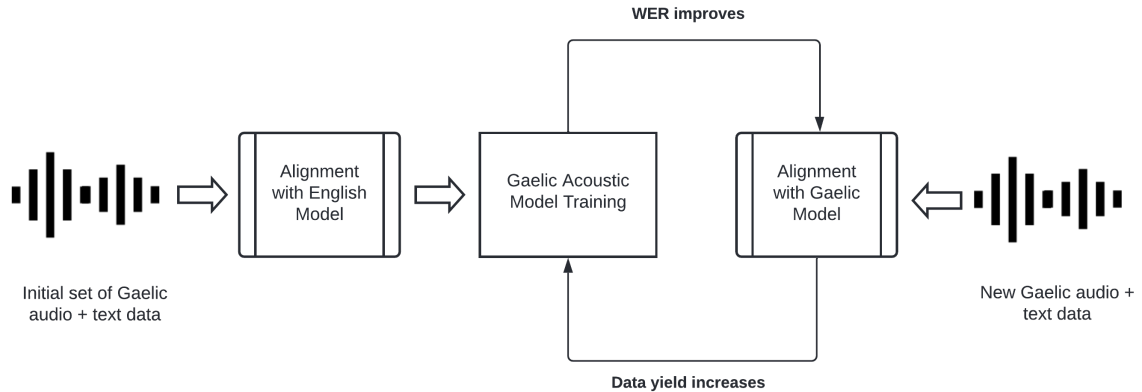 WER improves
Alignment
with English
Model
Gaelic Acoustic
Model Training
Alignment
with Gaelic
Model
Initial set of Gaelic
audio + text data
New Gaelic audio +
text data
Data yield increases